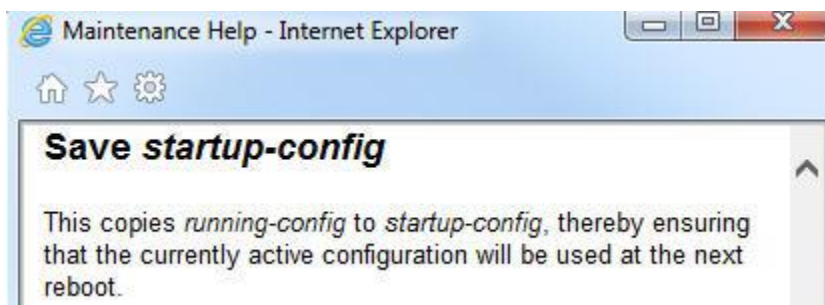 Maintenance Help - Internet Explorer
Save startup-config
This copies running-config to startup-config, thereby ensuring
that the currently active configuration will be used at the next
reboot.